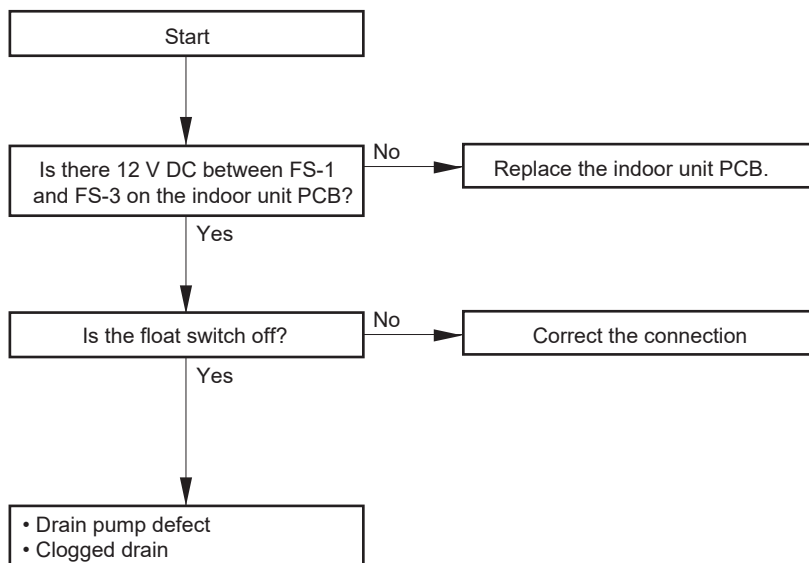 Start
Is there 12 V DC between FS-1
and FS-3 on the indoor unit PCB?
No
Replace the indoor unit PCB.
Yes
Is the float switch off?
No
Correct the connection
Yes
• Drain pump defect
• Clogged drain